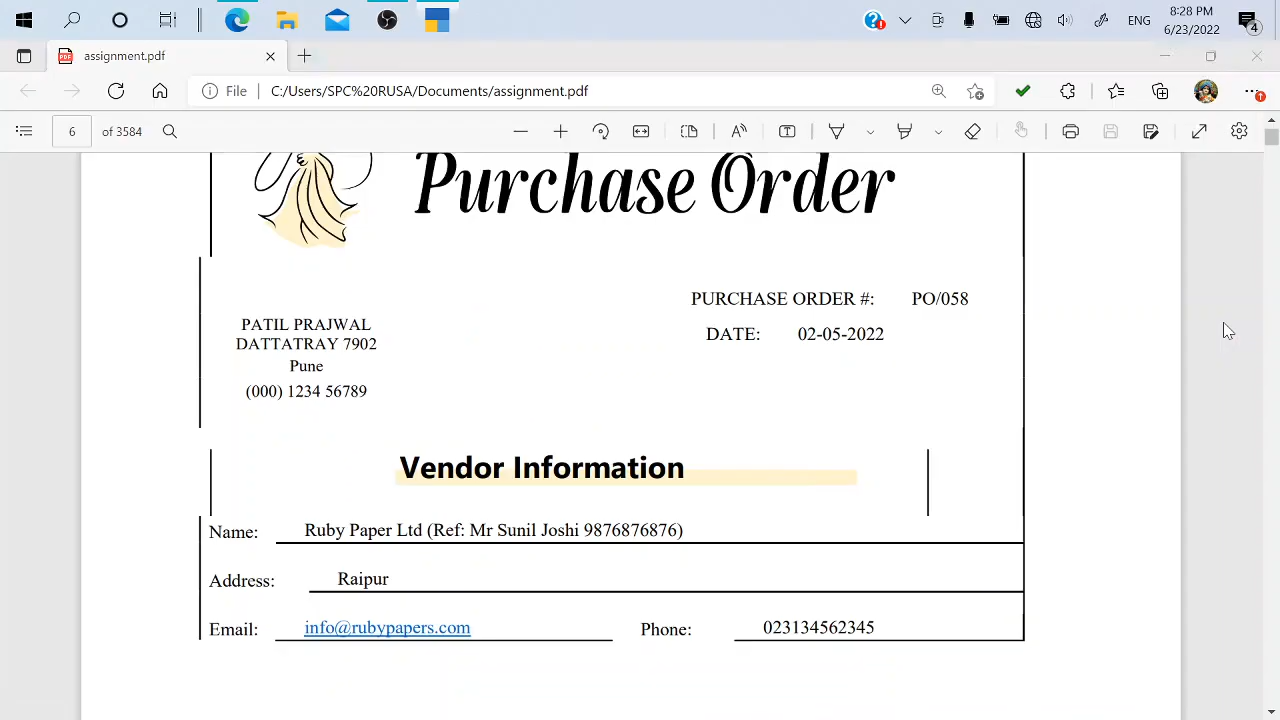 8:28 PM
ENG
6/23/2022
4
assignment.pdf
File
C:/Users/SPC%20RUSA/Documents/assignment.pdf
6
of 3584
Purchase Order
PURCHASE ORDER #: PO/058
DATE: 02-05-2022
PATIL PRAJWAL
DATTATRAY 7902
Pune
(000) 1234 56789
Vendor Information
Name: Ruby Paper Ltd (Ref: Mr Sunil Joshi 9876876876)
Address: Raipur
Email: info@rubypapers.com Phone: 023134562345